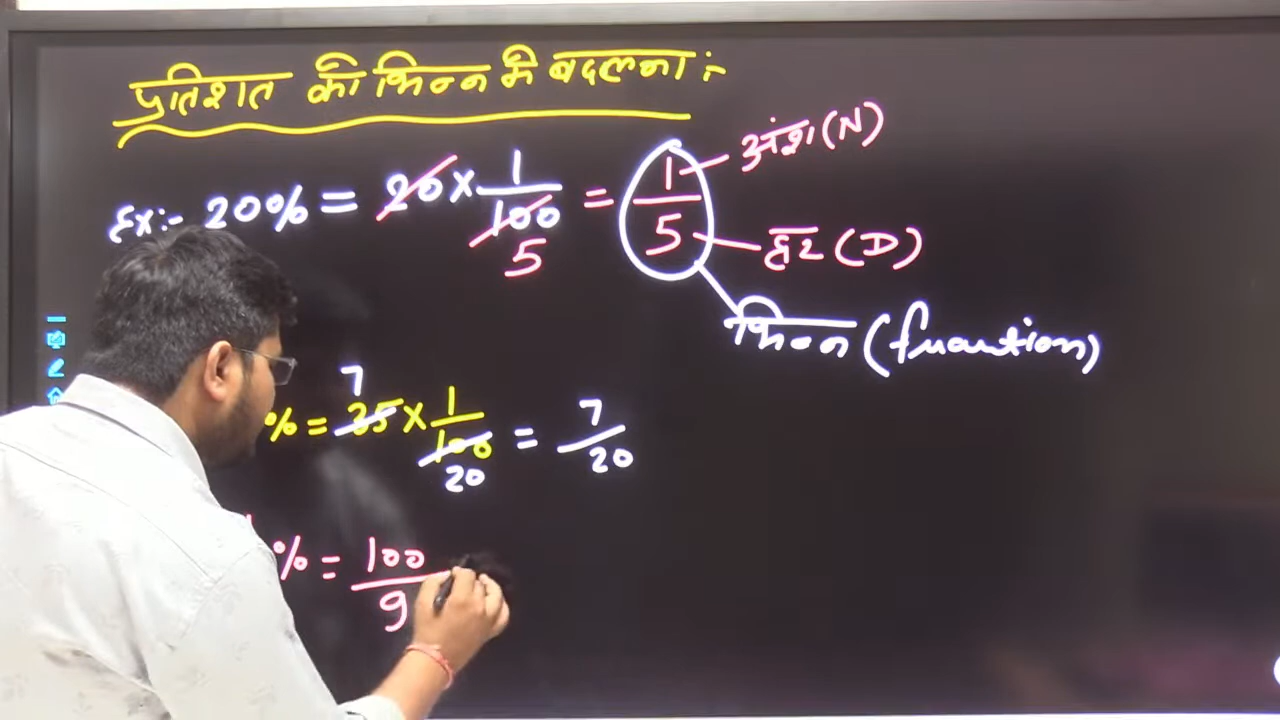 प्रतिशत को भिन्न में बदलना :-
Ex:- 20% = 20 × 1/100 = 1/5
5
अंश (N)
हर (D)
भिन्न (fruaution)
7
% = 35 × 1/100 = 7/20
20
% = 100/9